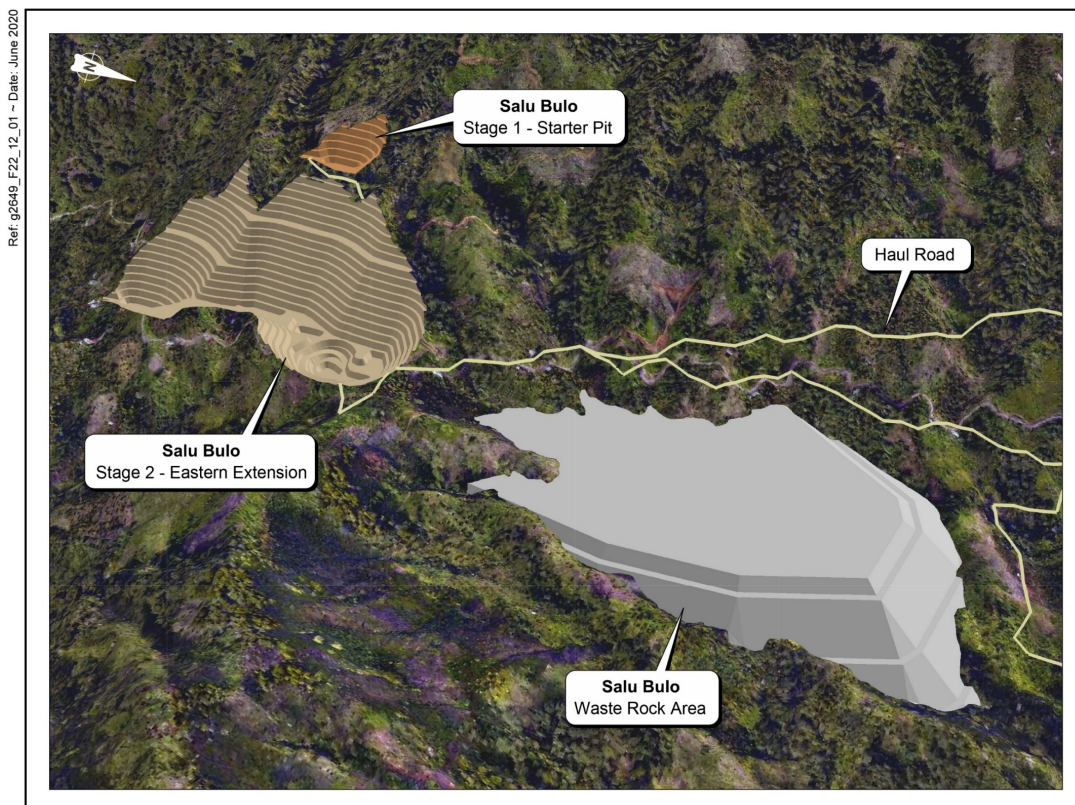 Ref: g2649_F22_12_01 ~ Date: June 2020
N
Salu Bulo
Stage 1 - Starter Pit
Haul Road
Salu Bulo
Stage 2 - Eastern Extension
Salu Bulo
Waste Rock Area